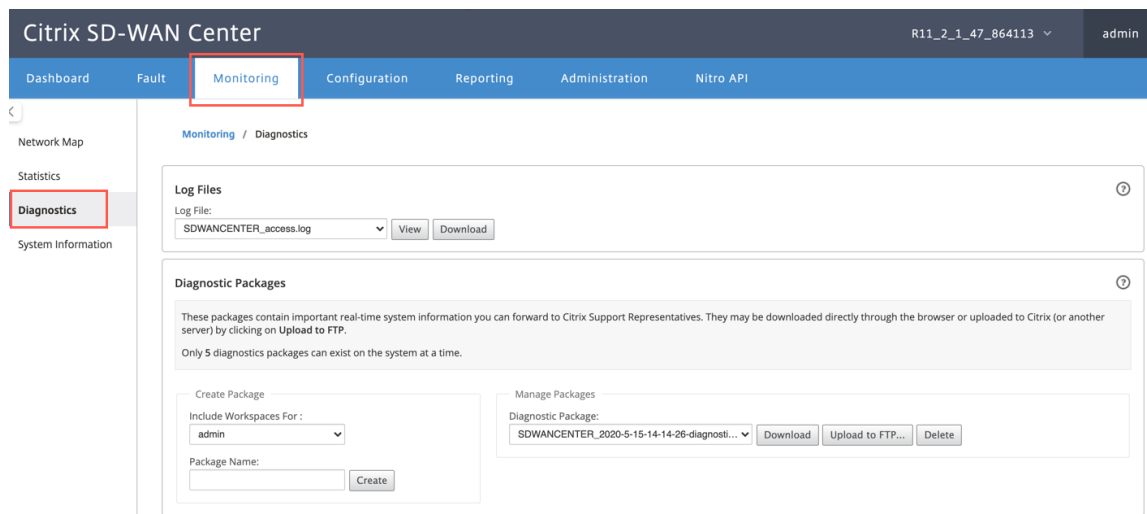 Citrix SD-WAN Center
R11_2_1_47_864113
admin
Dashboard Fault Monitoring Configuration Reporting Administration Nitro API
Network Map
Statistics
Diagnostics
System Information
Monitoring / Diagnostics
Log Files
?
Log File:
SDWANCENTER_access.log View Download
Diagnostic Packages
?
These packages contain important real-time system information you can forward to Citrix Support Representatives. They may be downloaded directly through the browser or uploaded to Citrix (or another
server) by clicking on Upload to FTP.
Only 5 diagnostics packages can exist on the system at a time.
Create Package
Include Workspaces For :
admin
Package Name:
Create
Manage Packages
Diagnostic Package:
SDWANCENTER_2020-5-15-14-14-26-diagnosti... Download Upload to FTP... Delete